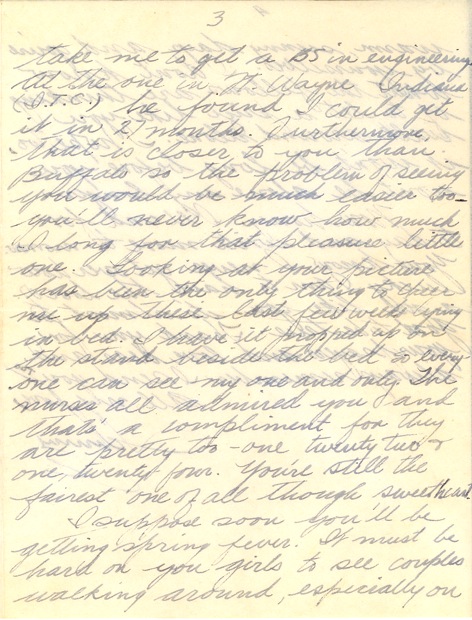 3
take me to get a BS in engineering.
At the one in Ft. Wayne Indiana
(I.T.C.) he found I could get
it in 27 months. Furthermore,
that is closer to you than
Buffalo so the problem of seeing
you would be much easier too -
you'll never know how much
I long for that pleasure little
one. Looking at your picture
has been the only thing to cheer
me up these last few weeks lying
in bed. I have it propped up on
the stand beside the bed so every-
one can see my one and only. The
nurses all admired you and
that's a compliment for they
are pretty too - one twenty two &
one, twenty four. You're still the
fairest one of all though sweetheart.
I suppose soon you'll be
getting spring fever. It must be
hard on you girls to see couples
walking around, especially on